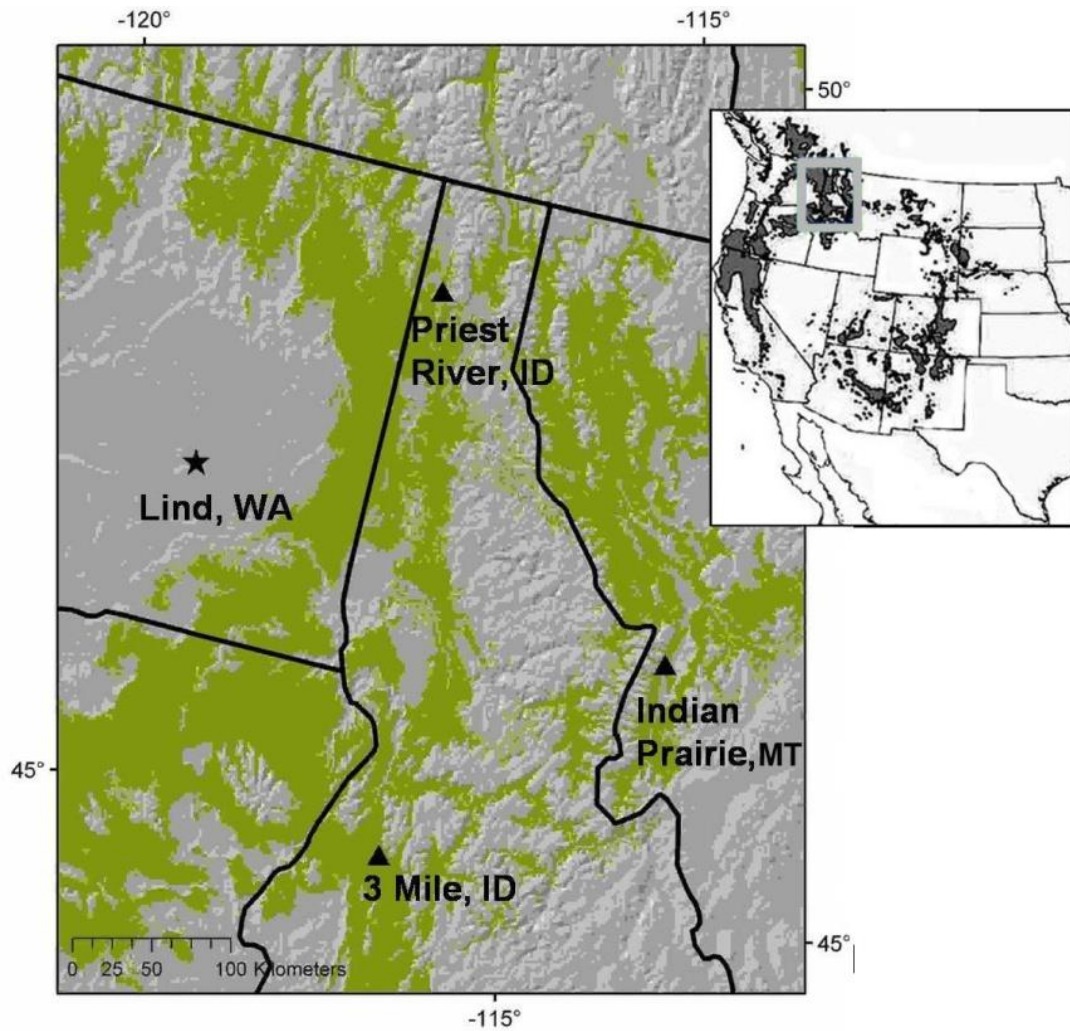 -120°
-115°
50°
Priest
River, ID
Lind, WA
Indian
Prairie,MT
45°
3 Mile, ID
45°
0 25 50 100 Kilometers
-115°